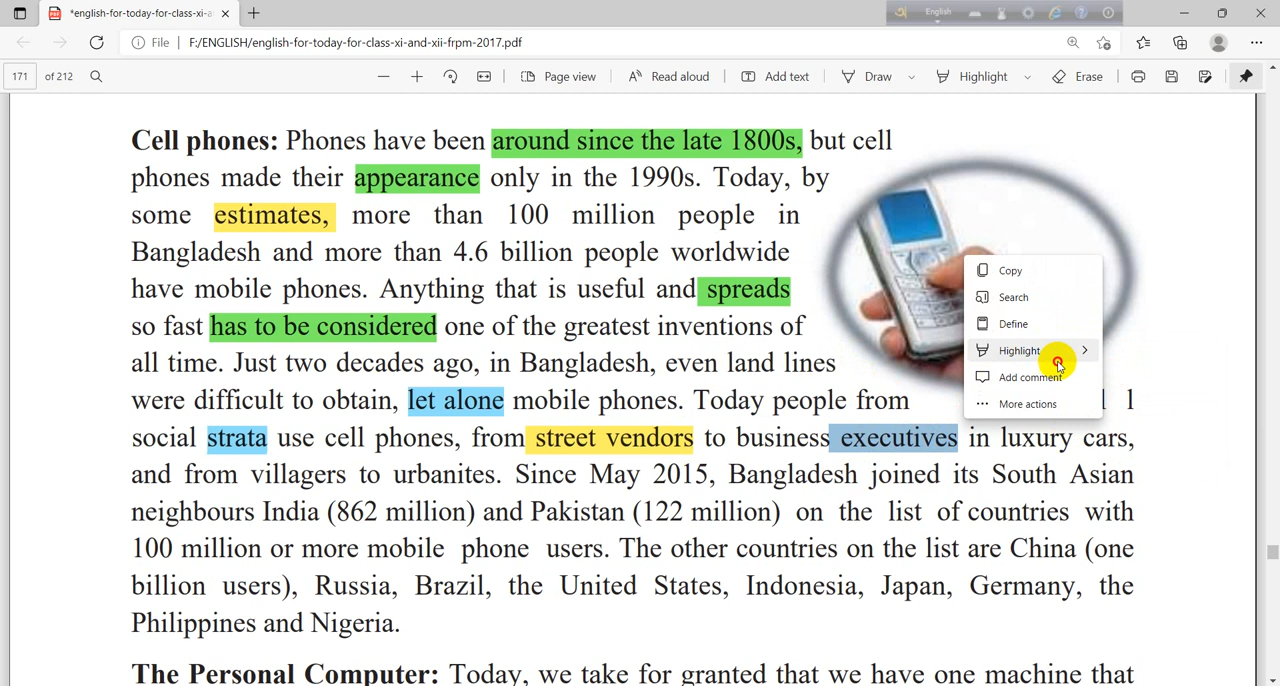 *english-for-today-for-class-xi-a
English
File
F:/ENGLISH/english-for-today-for-class-xi-and-xii-frpm-2017.pdf
171 of 212
Page view
Read aloud
Add text
Draw
Highlight
Erase
Cell phones: Phones have been around since the late 1800s, but cell
phones made their appearance only in the 1990s. Today, by
some estimates, more than 100 million people in
Bangladesh and more than 4.6 billion people worldwide
have mobile phones. Anything that is useful and spreads
so fast has to be considered one of the greatest inventions of
all time. Just two decades ago, in Bangladesh, even land lines
were difficult to obtain, let alone mobile phones. Today people from l l
social strata use cell phones, from street vendors to business executives in luxury cars,
and from villagers to urbanites. Since May 2015, Bangladesh joined its South Asian
neighbours India (862 million) and Pakistan (122 million) on the list of countries with
100 million or more mobile phone users. The other countries on the list are China (one
billion users), Russia, Brazil, the United States, Indonesia, Japan, Germany, the
Philippines and Nigeria.
The Personal Computer: Today, we take for granted that we have one machine that
Copy
Search
Define
Highlight
Add comment
More actions